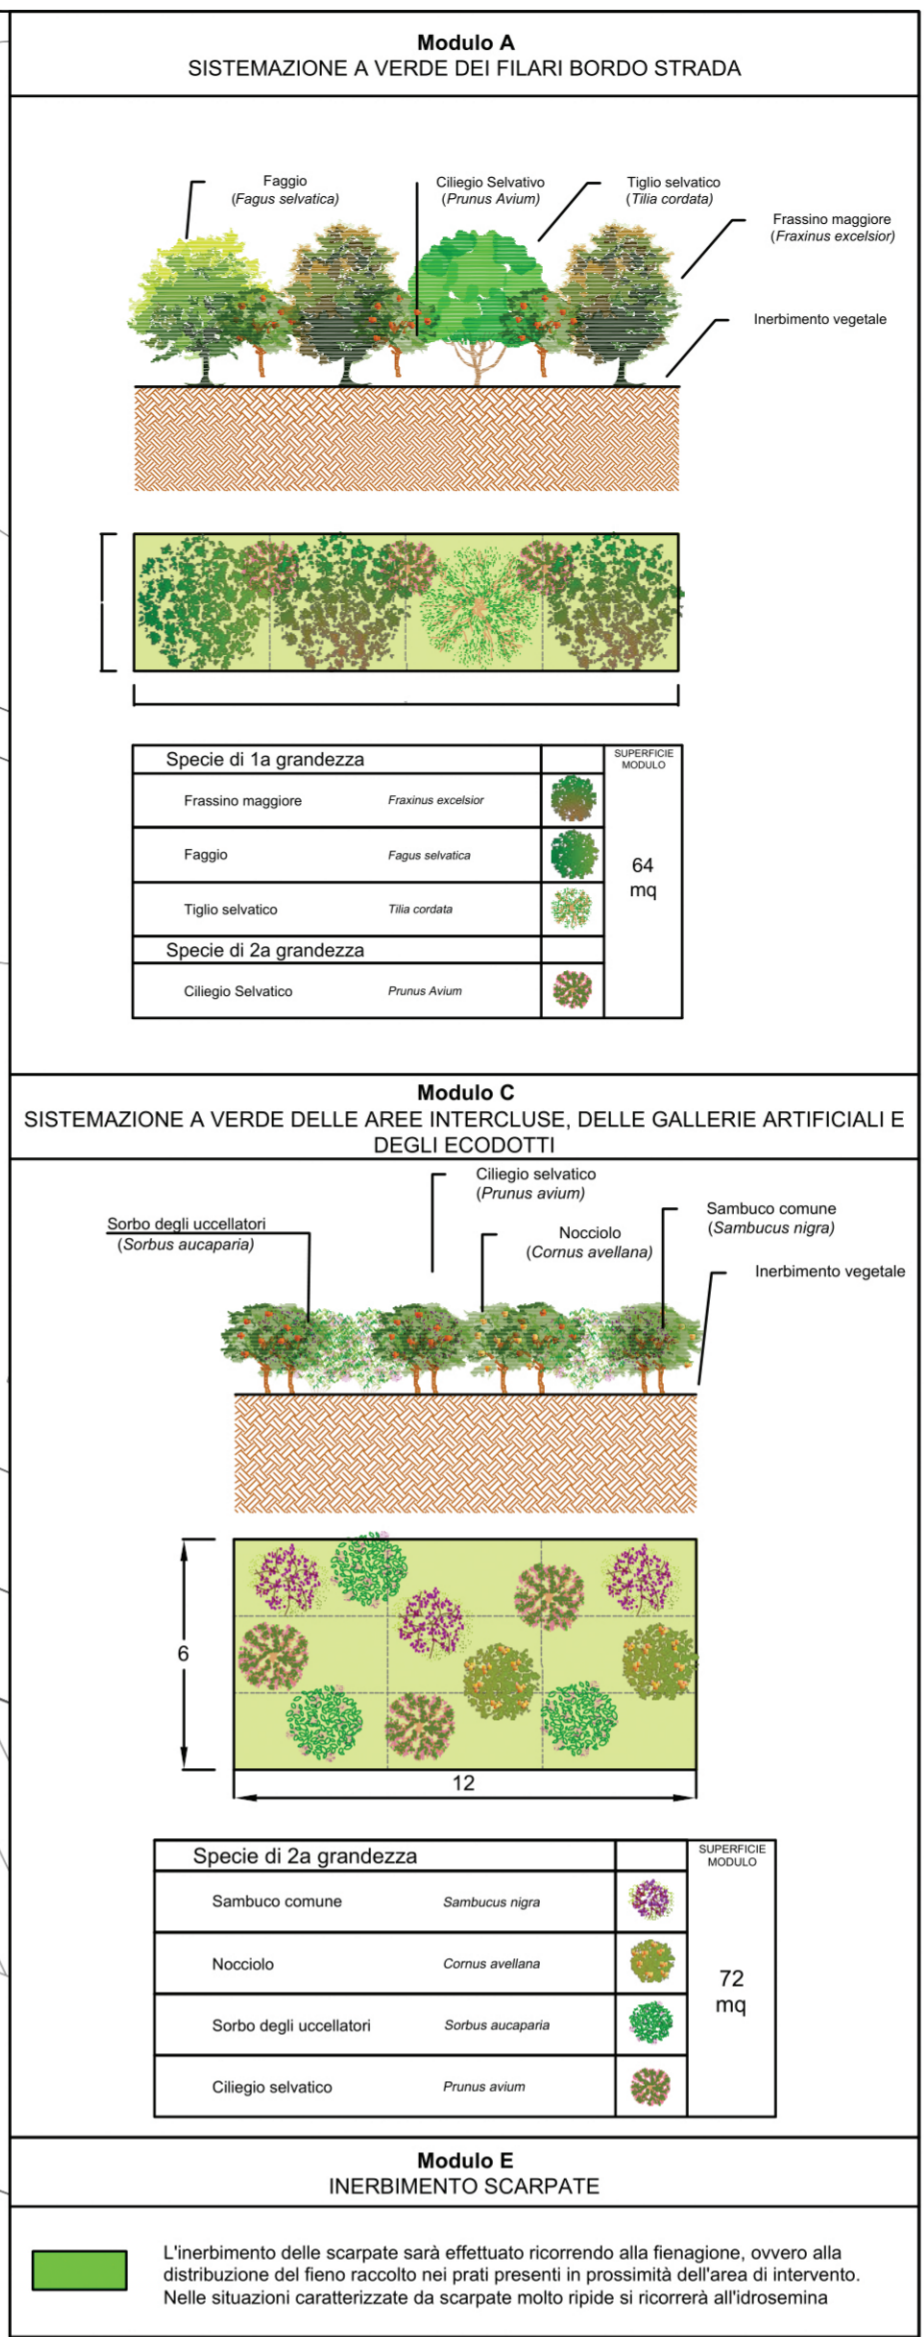 Modulo A
SISTEMAZIONE A VERDE DEI FILARI BORDO STRADA
Faggio
(Fagus selvatica)
Ciliegio Selvativo
(Prunus Avium)
Tiglio selvatico
(Tilia cordata)
Frassino maggiore
(Fraxinus excelsior)
Inerbimento vegetale
Specie di 1a grandezza
SUPERFICIE
MODULO
Frassino maggiore Fraxinus excelsior
Faggio Fagus selvatica
64
mq
Tiglio selvatico Tilia cordata
Specie di 2a grandezza
Ciliegio Selvatico Prunus Avium
Modulo C
SISTEMAZIONE A VERDE DELLE AREE INTERCLUSE, DELLE GALLERIE ARTIFICIALI E
DEGLI ECODOTTI
Ciliegio selvatico
(Prunus avium)
Sorbo degli uccellatori
(Sorbus aucaparia)
Nocciolo
(Cornus avellana)
Sambuco comune
(Sambucus nigra)
Inerbimento vegetale
6
12
Specie di 2a grandezza
SUPERFICIE
MODULO
Sambuco comune Sambucus nigra
Nocciolo Cornus avellana
72
mq
Sorbo degli uccellatori Sorbus aucaparia
Ciliegio selvatico Prunus avium
Modulo E
INERBIMENTO SCARPATE
L'inerbimento delle scarpate sarà effettuato ricorrendo alla fienagione, ovvero alla
distribuzione del fieno raccolto nei prati presenti in prossimità dell'area di intervento.
Nelle situazioni caratterizzate da scarpate molto ripide si ricorrerà all'idrosemina